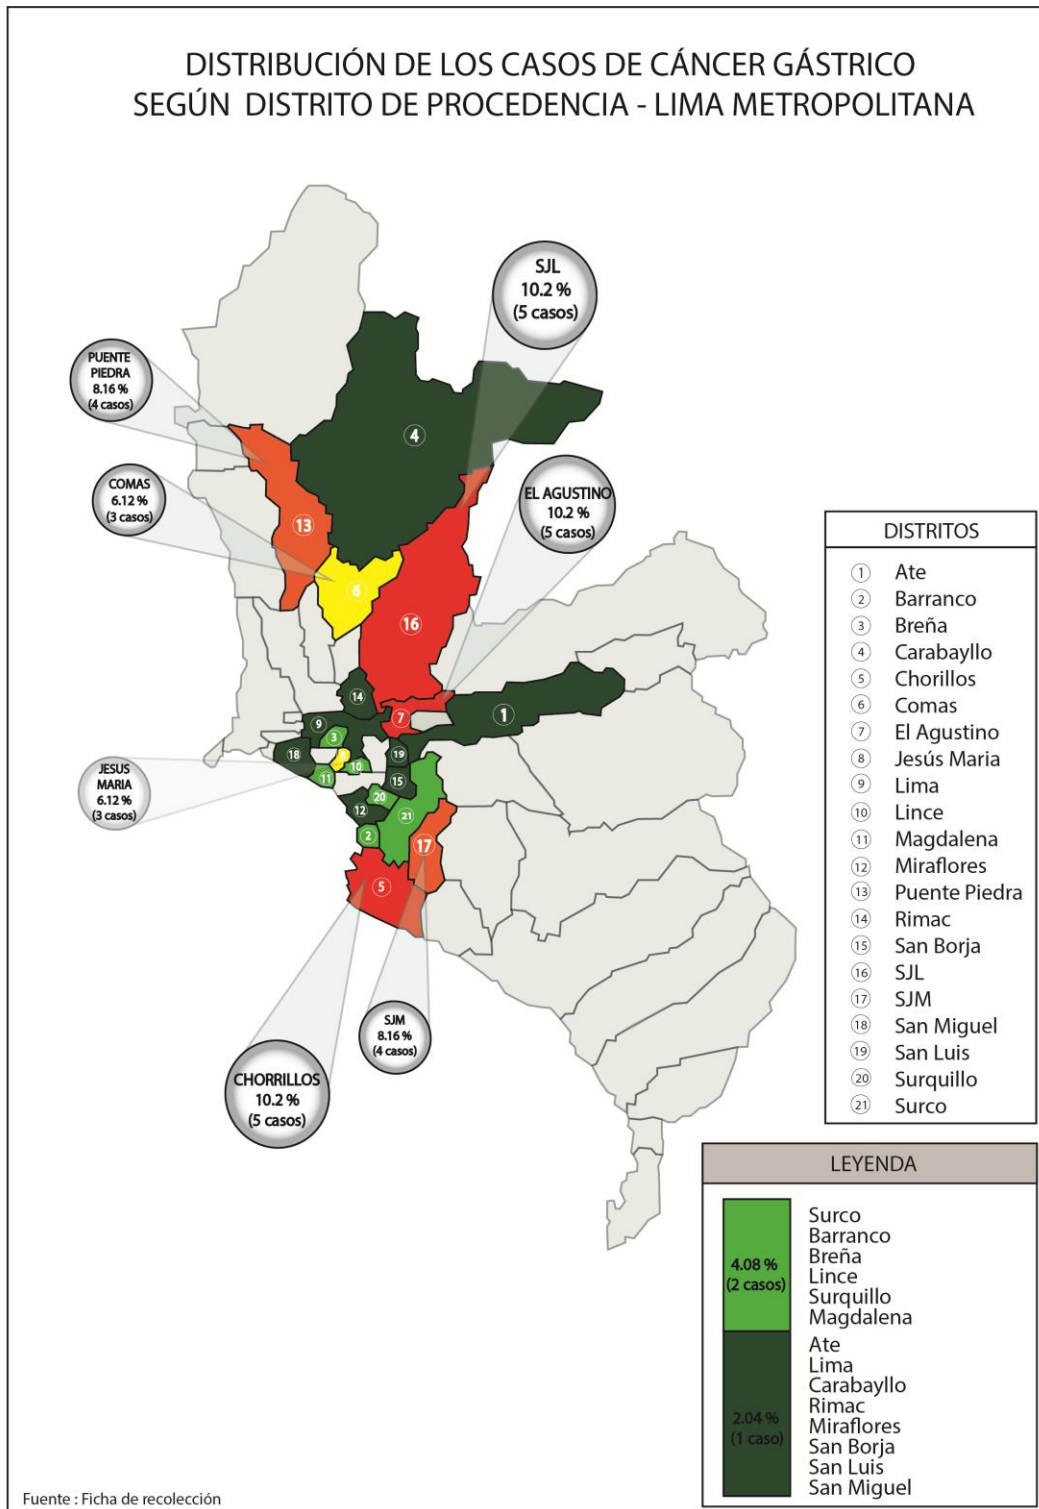 DISTRIBUCIÓN DE LOS CASOS DE CÁNCER GÁSTRICO
SEGÚN DISTRITO DE PROCEDENCIA - LIMA METROPOLITANA
SJL
10.2 %
(5 casos)
PUENTE
PIEDRA
8.16 %
(4 casos)
COMAS
6.12 %
(3 casos)
EL AGUSTINO
10.2 %
(5 casos)
JESUS
MARIA
6.12 %
(3 casos)
SJM
8.16 %
(4 casos)
CHORRILLOS
10.2 %
(5 casos)
4
13
6
16
14
7
1
9
3
18
8
10
19
11
15
20
12
21
2
17
5
DISTRITOS
1 Ate
2 Barranco
3 Breña
4 Carabayllo
5 Chorillos
6 Comas
7 El Agustino
8 Jesús Maria
9 Lima
10 Lince
11 Magdalena
12 Miraflores
13 Puente Piedra
14 Rimac
15 San Borja
16 SJL
17 SJM
18 San Miguel
19 San Luis
20 Surquillo
21 Surco
LEYENDA
4.08 %
(2 casos)
Surco
Barranco
Breña
Lince
Surquillo
Magdalena
2.04 %
(1 caso)
Ate
Lima
Carabayllo
Rimac
Miraflores
San Borja
San Luis
San Miguel
Fuente : Ficha de recolección